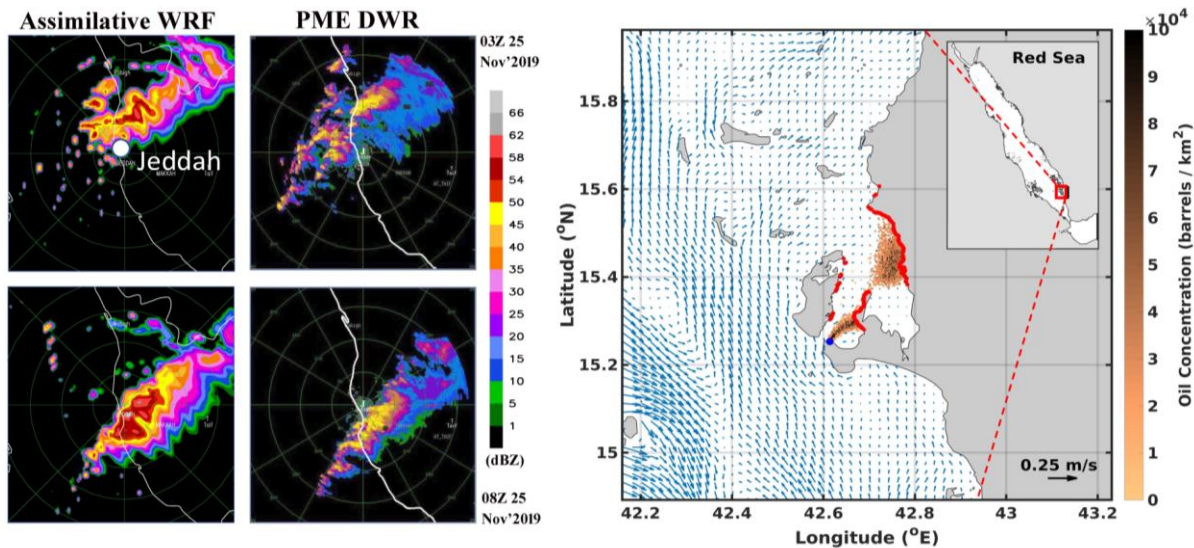 Assimilative WRF
PME DWR
03Z 25
Nov'2019
Jeddah
66
62
58
54
50
45
40
35
30
25
20
15
10
5
1
(dBZ)
08Z 25
Nov'2019
Red Sea
15.8
15.6
15.4
15.2
15
Latitude (°N)
42.2
42.4
42.6
42.8
43
43.2
Longitude (°E)
0.25 m/s
×10⁴
10
9
8
7
6
5
4
3
2
1
0
Oil Concentration (barrels / km²)